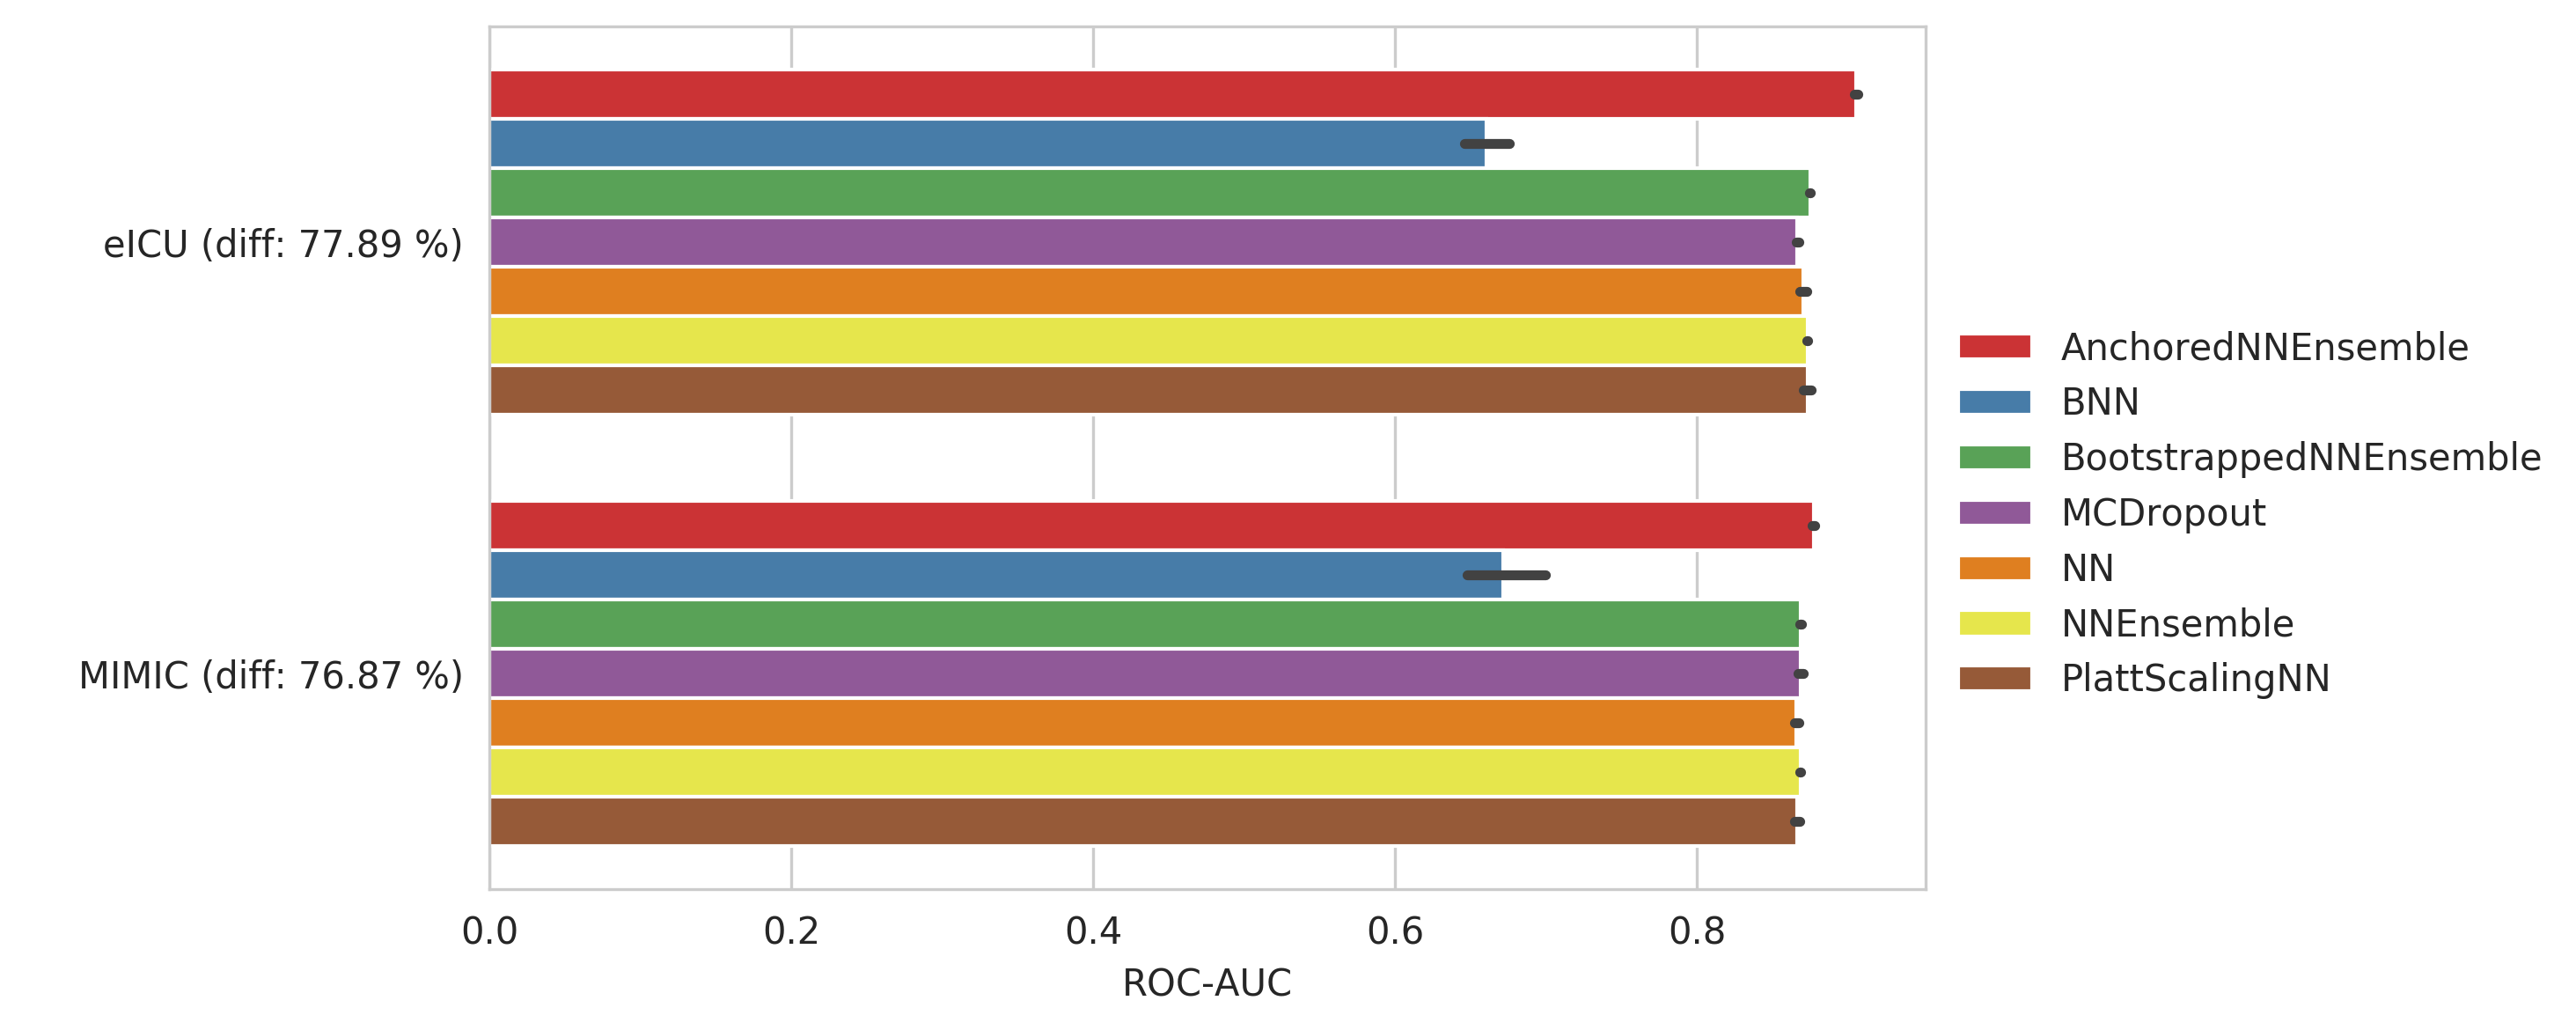 eICU (diff: 77.89 %)
MIMIC (diff: 76.87 %)
0.0 0.2 0.4 0.6 0.8
ROC-AUC
AnchoredNNEnsemble
BNN
BootstrappedNNEnsemble
MCDropout
NN
NNEnsemble
PlattScalingNN